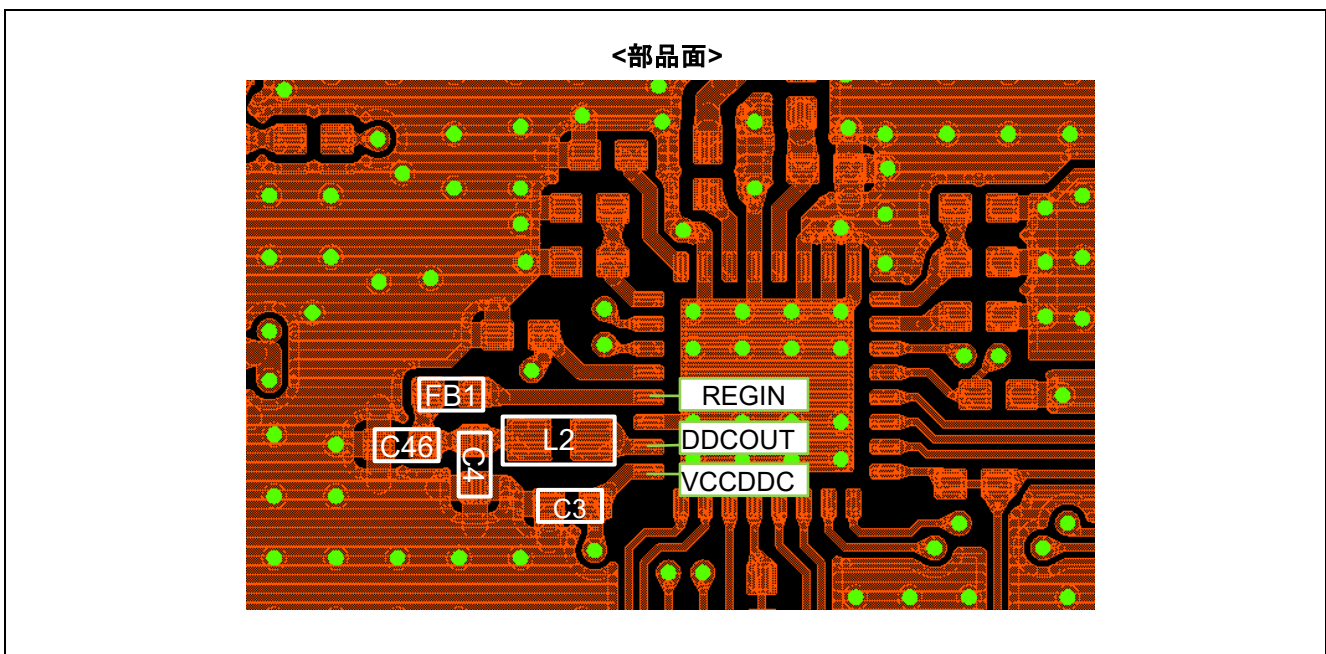 <部品面>
FB1
REGIN
C46
C4
L2
DDCOUT
VCCDDC
C3